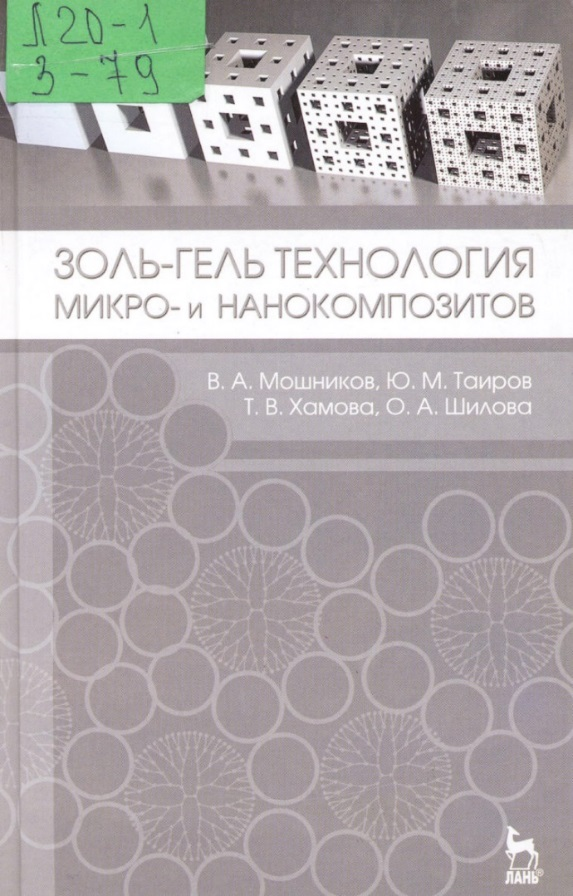 Л20-1
З-79
ЗОЛЬ-ГЕЛЬ ТЕХНОЛОГИЯ
МИКРО- и НАНОКОМПОЗИТОВ
В. А. Мошников, Ю. М. Таиров
Т. В. Хамова, О. А. Шилова
ЛАНЬ®